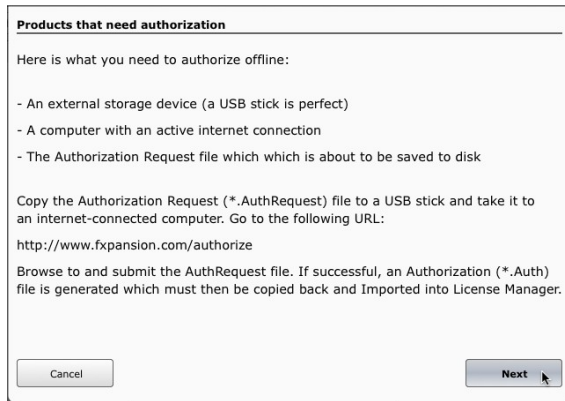 Products that need authorization
Here is what you need to authorize offline:
- An external storage device (a USB stick is perfect)
- A computer with an active internet connection
- The Authorization Request file which which is about to be saved to disk
Copy the Authorization Request (*.AuthRequest) file to a USB stick and take it to
an internet-connected computer. Go to the following URL:
http://www.fxpansion.com/authorize
Browse to and submit the AuthRequest file. If successful, an Authorization (*.Auth)
file is generated which must then be copied back and Imported into License Manager.
Cancel
Next